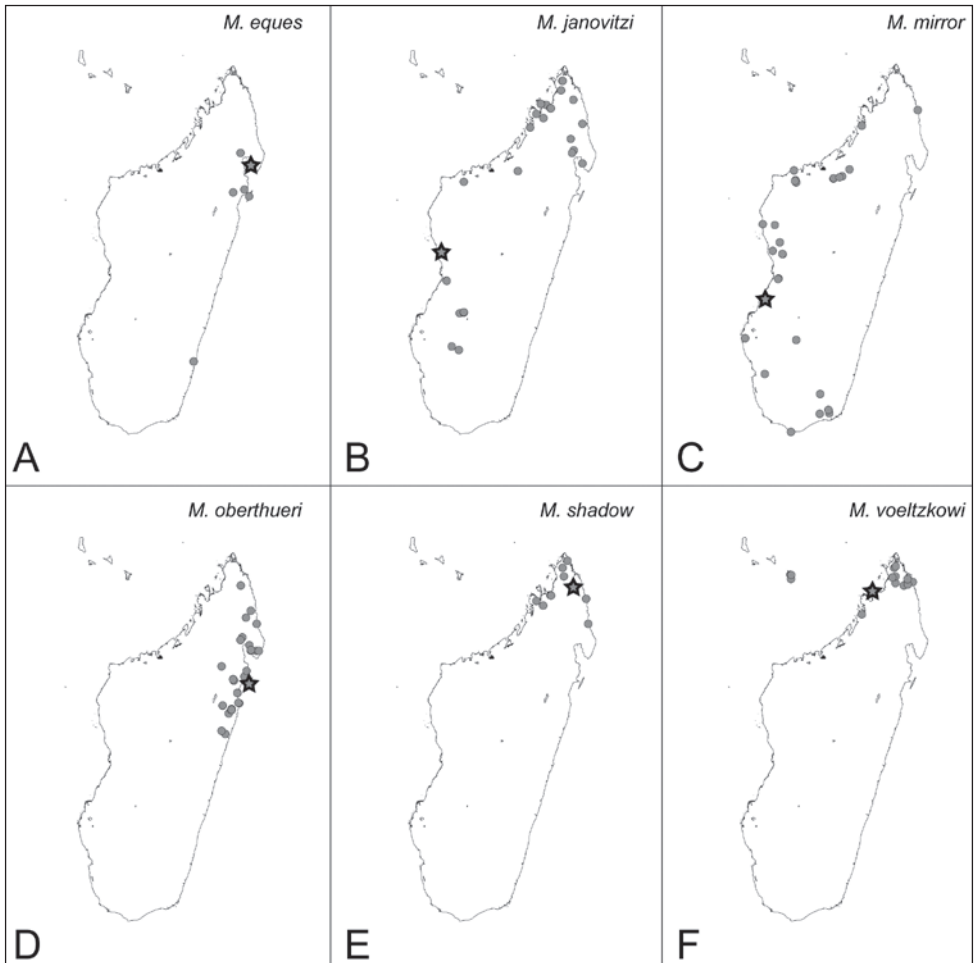 M. eques
M. janovitzi
M. mirror
A
B
C
M. oberthueri
M. shadow
M. voeltzkowi
D
E
F